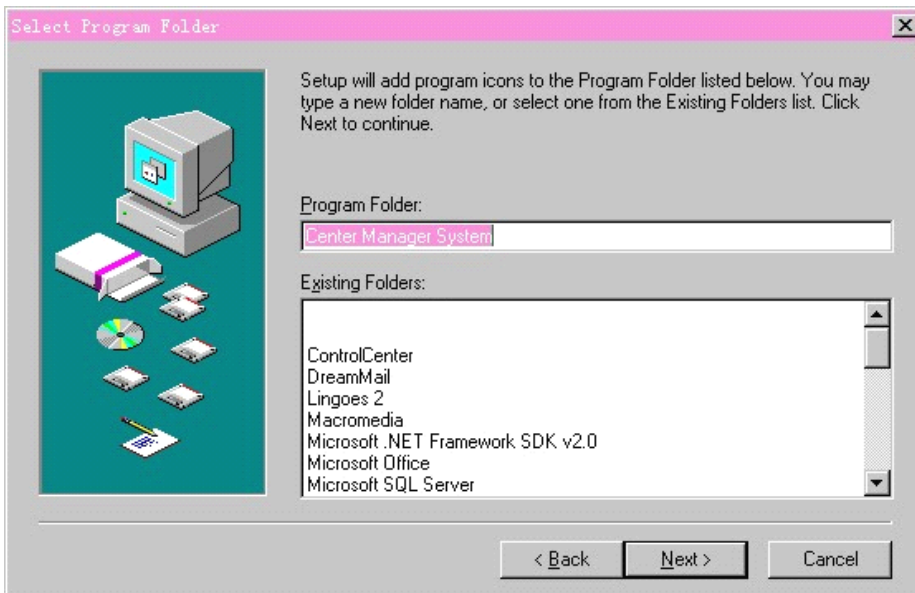 Select Program Folder
Setup will add program icons to the Program Folder listed below. You may
type a new folder name, or select one from the Existing Folders list. Click
Next to continue.
Program Folder:
Center Manager System
Existing Folders:
ControlCenter
DreamMail
Lingoes 2
Macromedia
Microsoft .NET Framework SDK v2.0
Microsoft Office
Microsoft SQL Server
< Back
Next >
Cancel